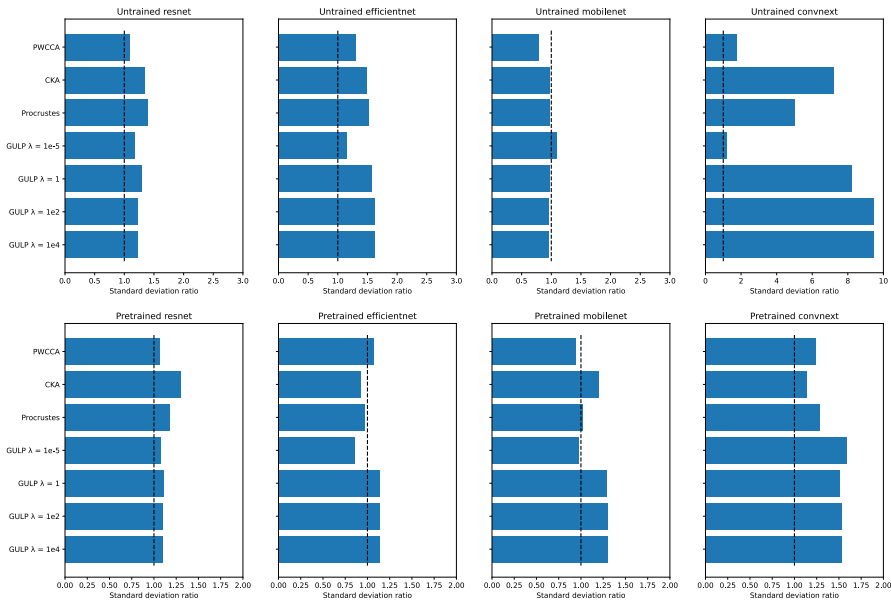 Untrained resnet
Untrained efficientnet
Untrained mobilenet
Untrained convnext
PWCCA
CKA
Procrustes
GULP λ = 1e-5
GULP λ = 1
GULP λ = 1e2
GULP λ = 1e4
0.0 0.5 1.0 1.5 2.0 2.5 3.0
0.0 0.5 1.0 1.5 2.0 2.5 3.0
0.0 0.5 1.0 1.5 2.0 2.5 3.0
0 2 4 6 8 10
Standard deviation ratio
Standard deviation ratio
Standard deviation ratio
Standard deviation ratio
Pretrained resnet
Pretrained efficientnet
Pretrained mobilenet
Pretrained convnext
PWCCA
CKA
Procrustes
GULP λ = 1e-5
GULP λ = 1
GULP λ = 1e2
GULP λ = 1e4
0.00 0.25 0.50 0.75 1.00 1.25 1.50 1.75 2.00
0.00 0.25 0.50 0.75 1.00 1.25 1.50 1.75 2.00
0.00 0.25 0.50 0.75 1.00 1.25 1.50 1.75 2.00
0.00 0.25 0.50 0.75 1.00 1.25 1.50 1.75 2.00
Standard deviation ratio
Standard deviation ratio
Standard deviation ratio
Standard deviation ratio